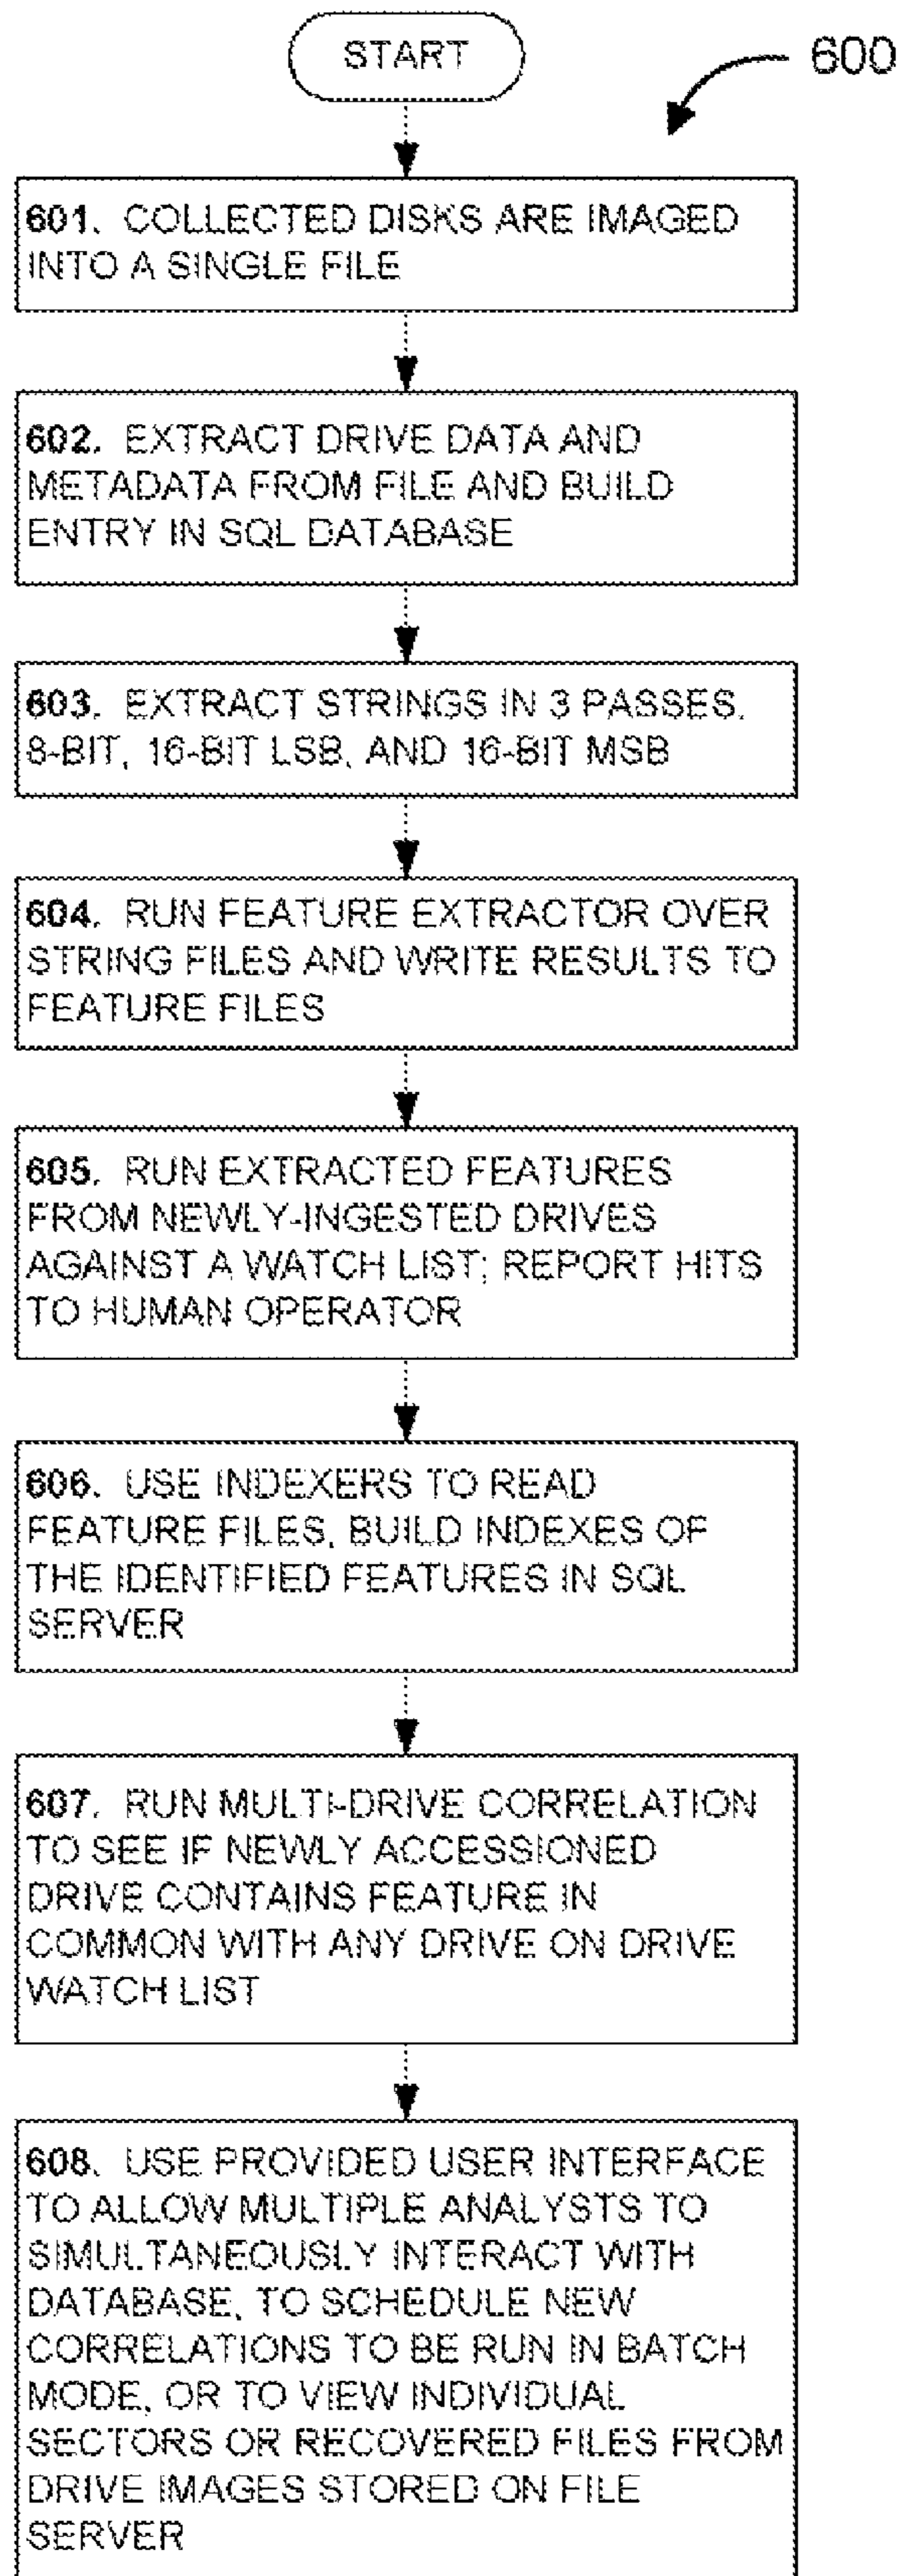 START
600
601. COLLECTED DISKS ARE IMAGED
INTO A SINGLE FILE
602. EXTRACT DRIVE DATA AND
METADATA FROM FILE AND BUILD
ENTRY IN SQL DATABASE
603. EXTRACT STRINGS IN 3 PASSES.
8-BIT, 16-BIT LSB, AND 16-BIT MSB
604. RUN FEATURE EXTRACTOR OVER
STRING FILES AND WRITE RESULTS TO
FEATURE FILES
605. RUN EXTRACTED FEATURES
FROM NEWLY-INGESTED DRIVES
AGAINST A WATCH LIST; REPORT HITS
TO HUMAN OPERATOR
606. USE INDEXERS TO READ
FEATURE FILES, BUILD INDEXES OF
THE IDENTIFIED FEATURES IN SQL
SERVER
607. RUN MULTI-DRIVE CORRELATION
TO SEE IF NEWLY ACCESSIONED
DRIVE CONTAINS FEATURE IN
COMMON WITH ANY DRIVE ON DRIVE
WATCH LIST
608. USE PROVIDED USER INTERFACE
TO ALLOW MULTIPLE ANALYSTS TO
SIMULTANEOUSLY INTERACT WITH
DATABASE, TO SCHEDULE NEW
CORRELATIONS TO BE RUN IN BATCH
MODE, OR TO VIEW INDIVIDUAL
SECTORS OR RECOVERED FILES FROM
DRIVE IMAGES STORED ON FILE
SERVER